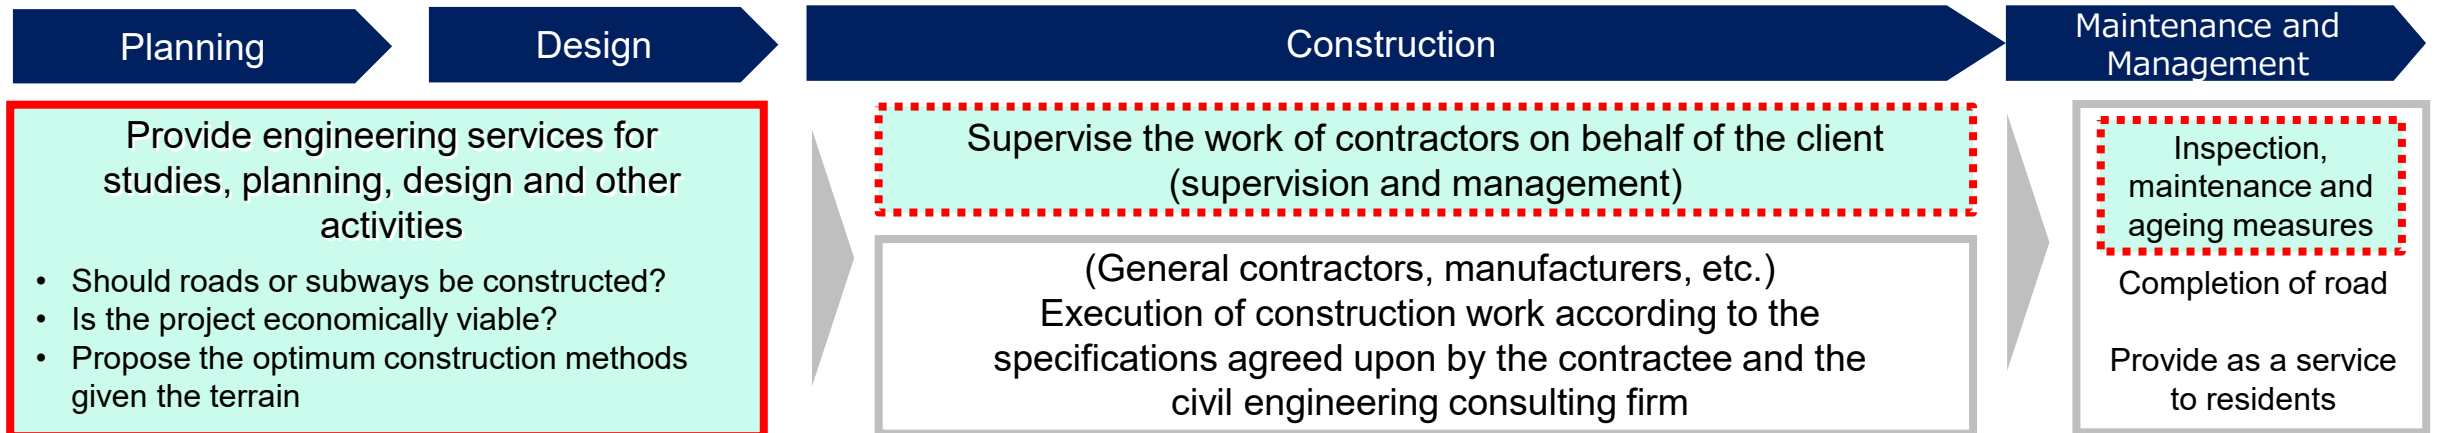 Planning
Design
Construction
Maintenance and
Management
Provide engineering services for
studies, planning, design and other
activities
• Should roads or subways be constructed?
• Is the project economically viable?
• Propose the optimum construction methods
given the terrain
Supervise the work of contractors on behalf of the client
(supervision and management)
(General contractors, manufacturers, etc.)
Execution of construction work according to the
specifications agreed upon by the contractee and the
civil engineering consulting firm
Inspection,
maintenance and
ageing measures
Completion of road
Provide as a service
to residents